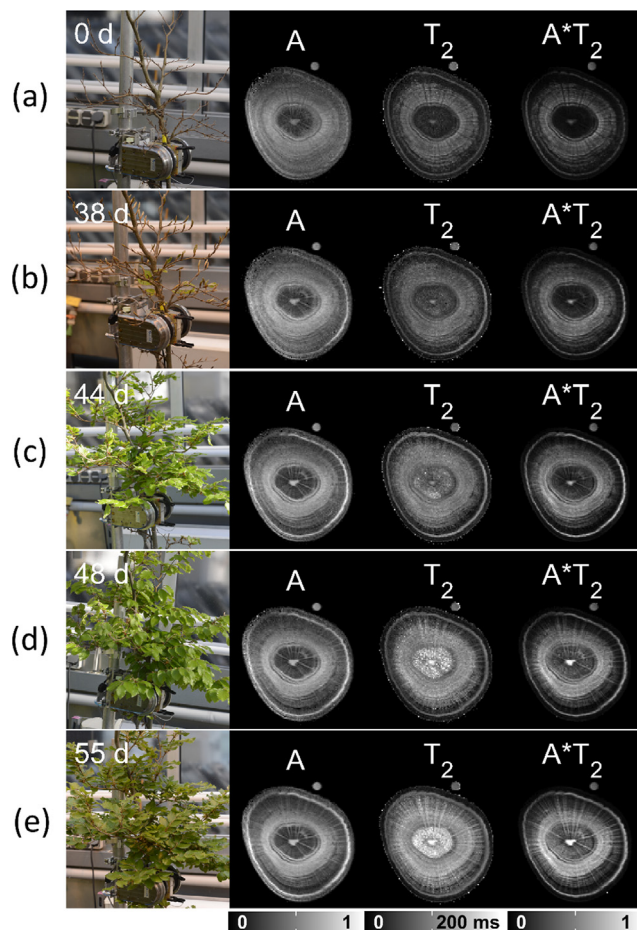 0 d A T2 A*T2
(a)
38 d A T2 A*T2
(b)
44 d A T2 A*T2
(c)
48 d A T2 A*T2
(d)
55 d A T2 A*T2
(e)
0 1 0 200 ms 0 1